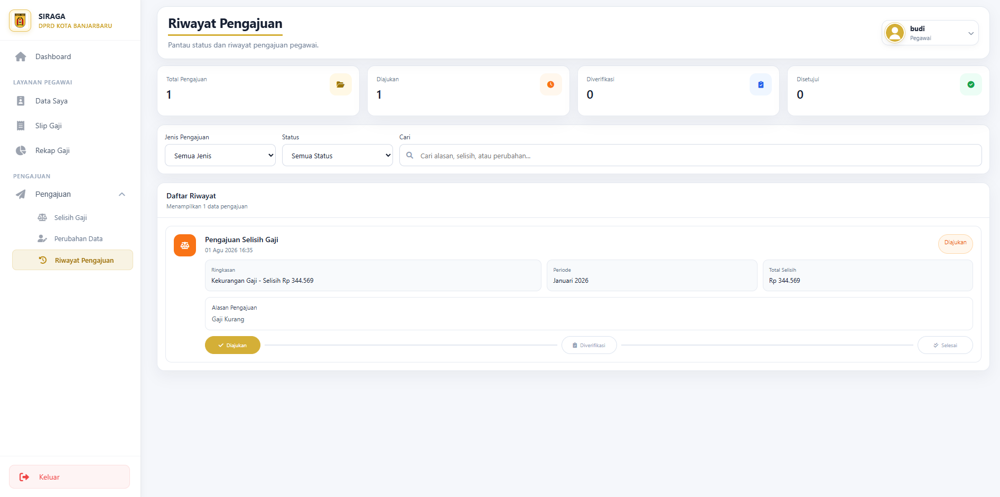 SIRAGA
DPRD KOTA BANJARBARU
Dashboard
LAYANAN PEGAWAI
Data Saya
Slip Gaji
Rekap Gaji
PENGAJUAN
Pengajuan
Selisih Gaji
Perubahan Data
Riwayat Pengajuan
Keluar
Riwayat Pengajuan
Pantau status dan riwayat pengajuan pegawai.
budi
Pegawai
Total Pengajuan
1
Diajukan
1
Diverifikasi
0
Disetujui
0
Jenis Pengajuan
Semua Jenis
Status
Semua Status
Cari
Cari alasan, selisih, atau perubahan...
Daftar Riwayat
Menampilkan 1 data pengajuan
Pengajuan Selisih Gaji
01 Agu 2026 16:35
Diajukan
Ringkasan
Kekurangan Gaji - Selisih Rp 344.569
Periode
Januari 2026
Total Selisih
Rp 344.569
Alasan Pengajuan
Gaji Kurang
Diajukan
Diverifikasi
Selesai